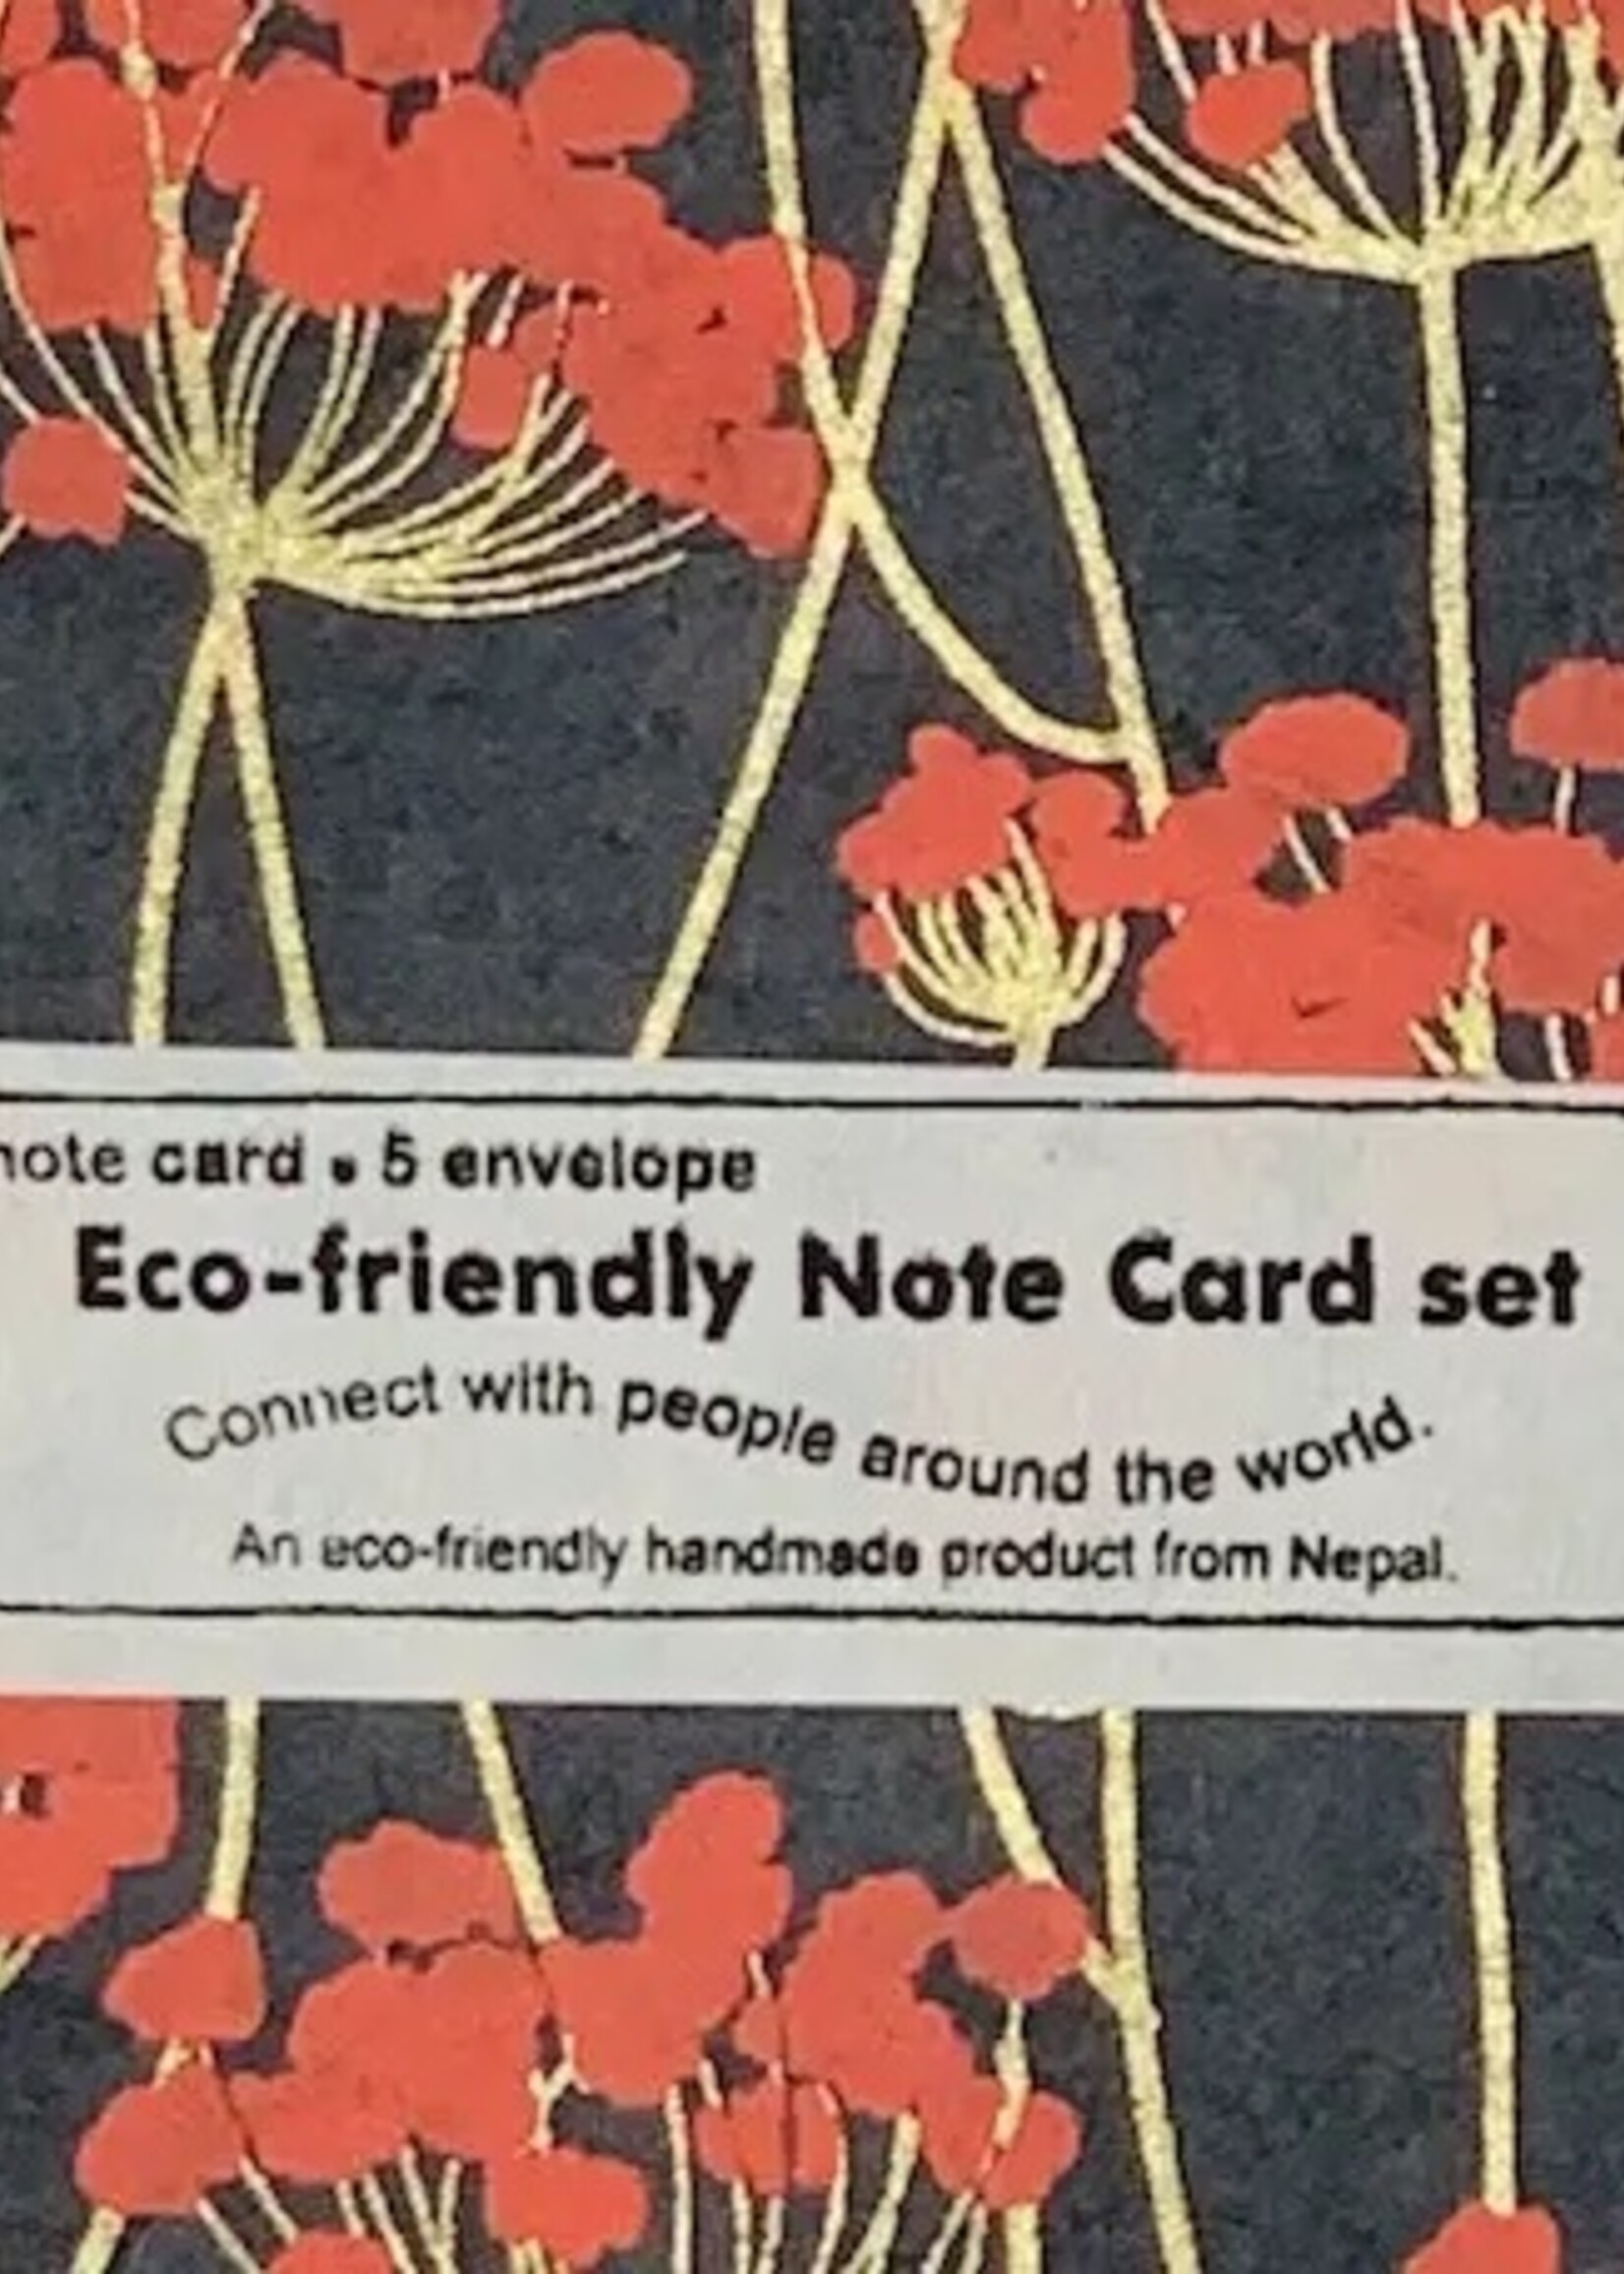 note card • 5 envelope
Eco-friendly Note Card set
Connect with people around the world.
An eco-friendly handmade product from Nepal.